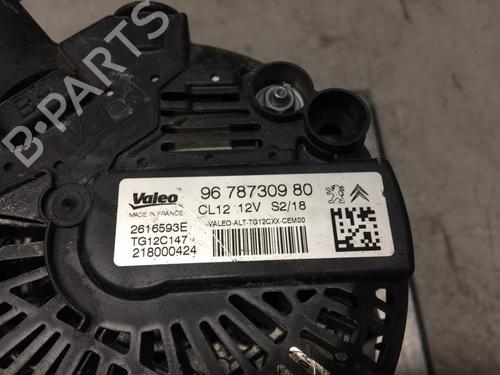 B-PARTS
Valeo
MADE IN FRANCE
96 787309 80
CL12 12V S2/18
VALEO-ALT-TG12CXX-CEM00
2616593E
TG12C147
218000424